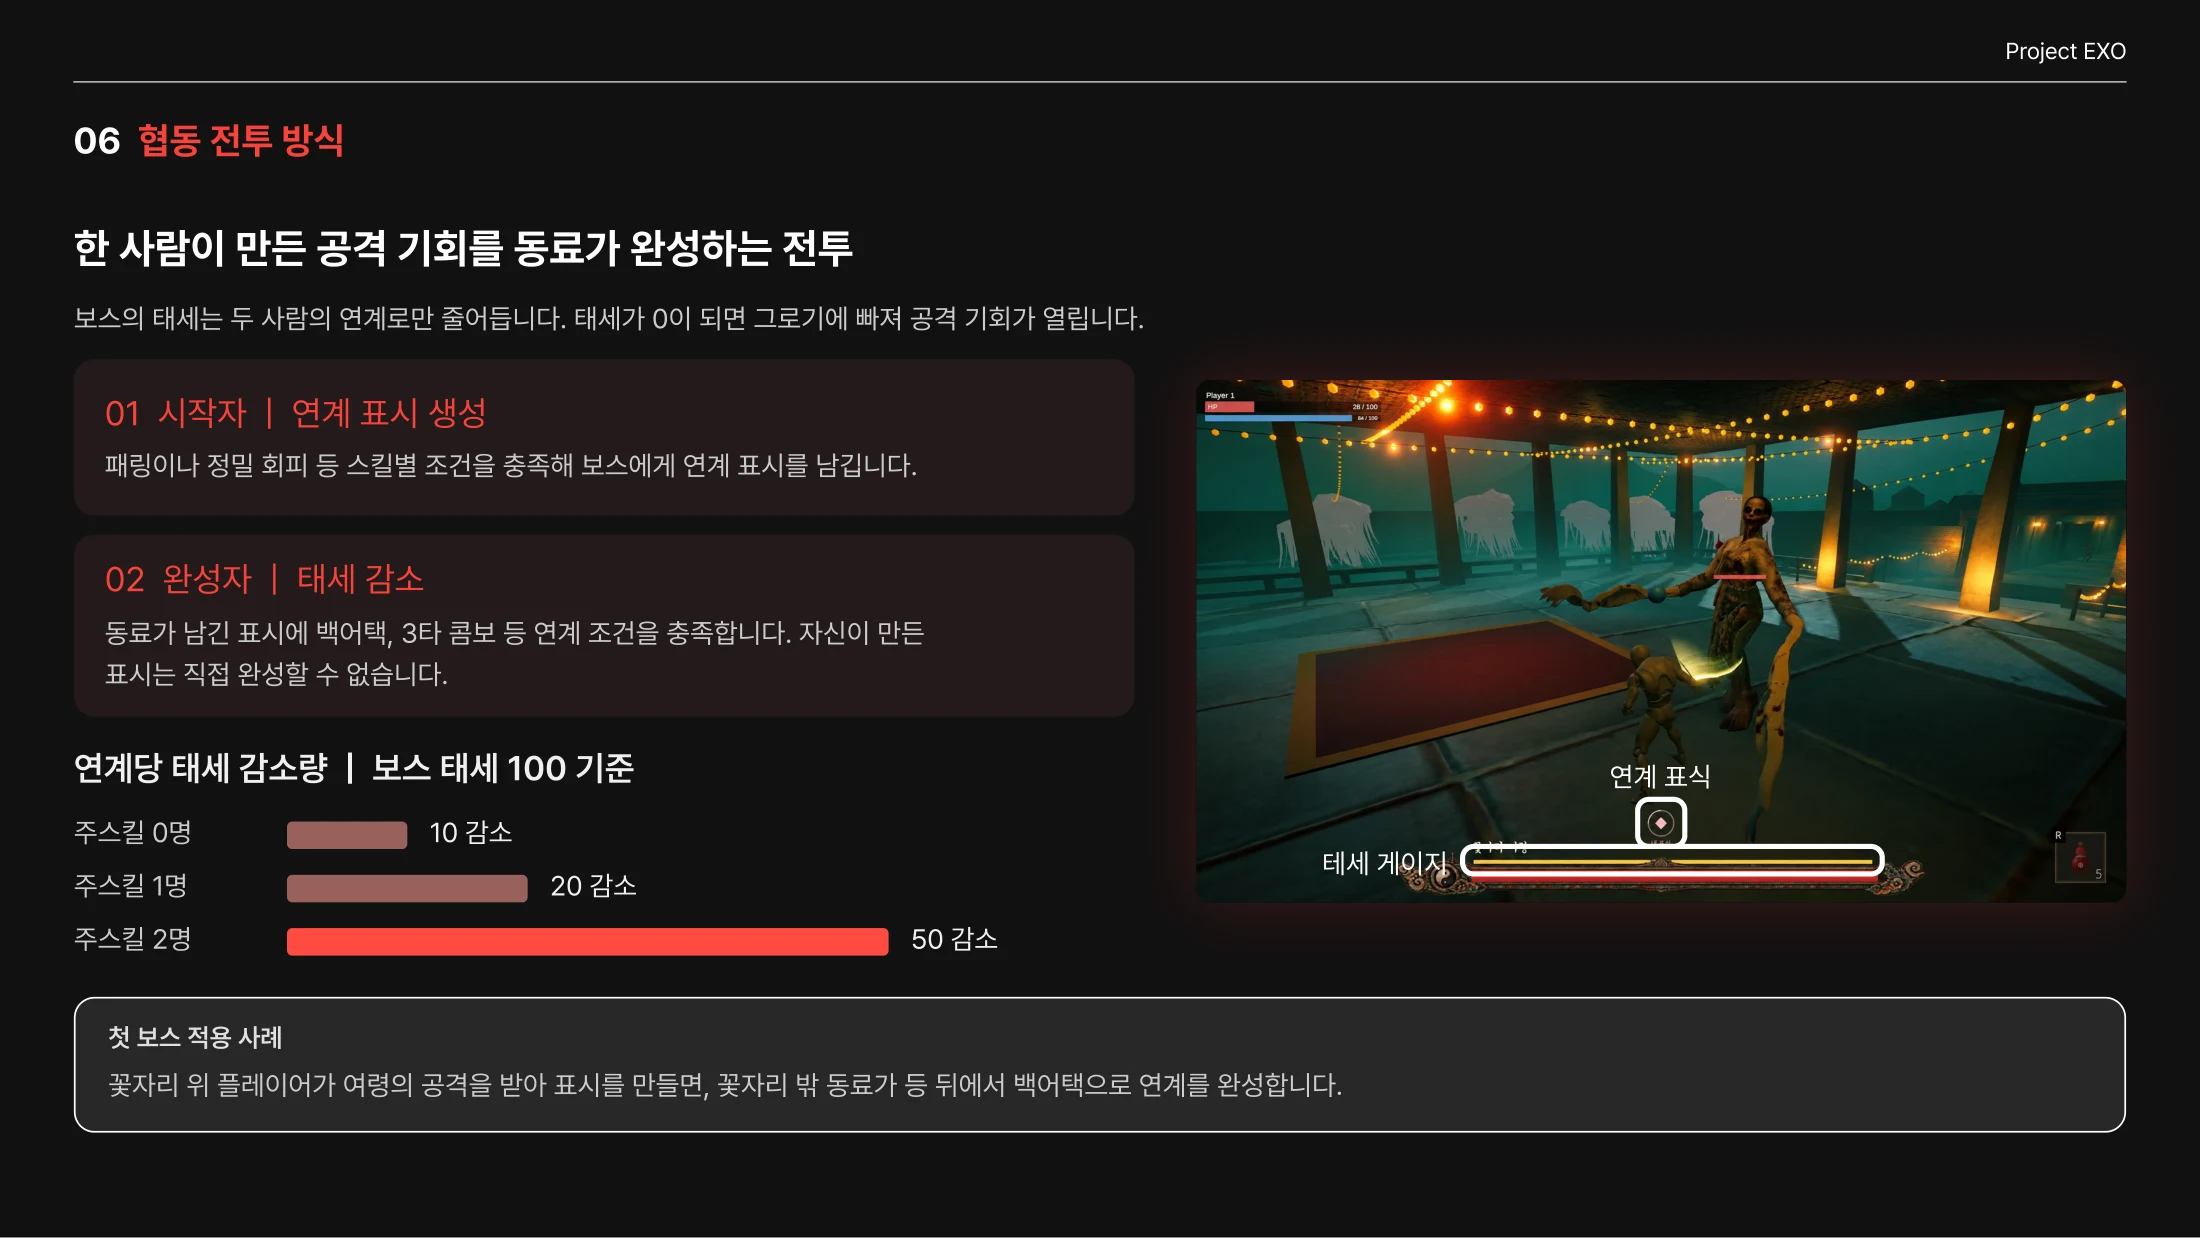 Project EXO
06 협동 전투 방식
한 사람이 만든 공격 기회를 동료가 완성하는 전투
보스의 태세는 두 사람의 연계로만 줄어듭니다. 태세가 0이 되면 그로기에 빠져 공격 기회가 열립니다.
01 시작자 | 연계 표시 생성
패링이나 정밀 회피 등 스킬별 조건을 충족해 보스에게 연계 표시를 남깁니다.
02 완성자 | 태세 감소
동료가 남긴 표시에 백어택, 3타 콤보 등 연계 조건을 충족합니다. 자신이 만든
표시는 직접 완성할 수 없습니다.
연계당 태세 감소량 | 보스 태세 100 기준
주스킬 0명 10 감소
주스킬 1명 20 감소
주스킬 2명 50 감소
Player 1
HP 28 / 100
84 / 100
연계 표식
테세 게이지
R
5
첫 보스 적용 사례
꽃자리 위 플레이어가 여령의 공격을 받아 표시를 만들면, 꽃자리 밖 동료가 등 뒤에서 백어택으로 연계를 완성합니다.